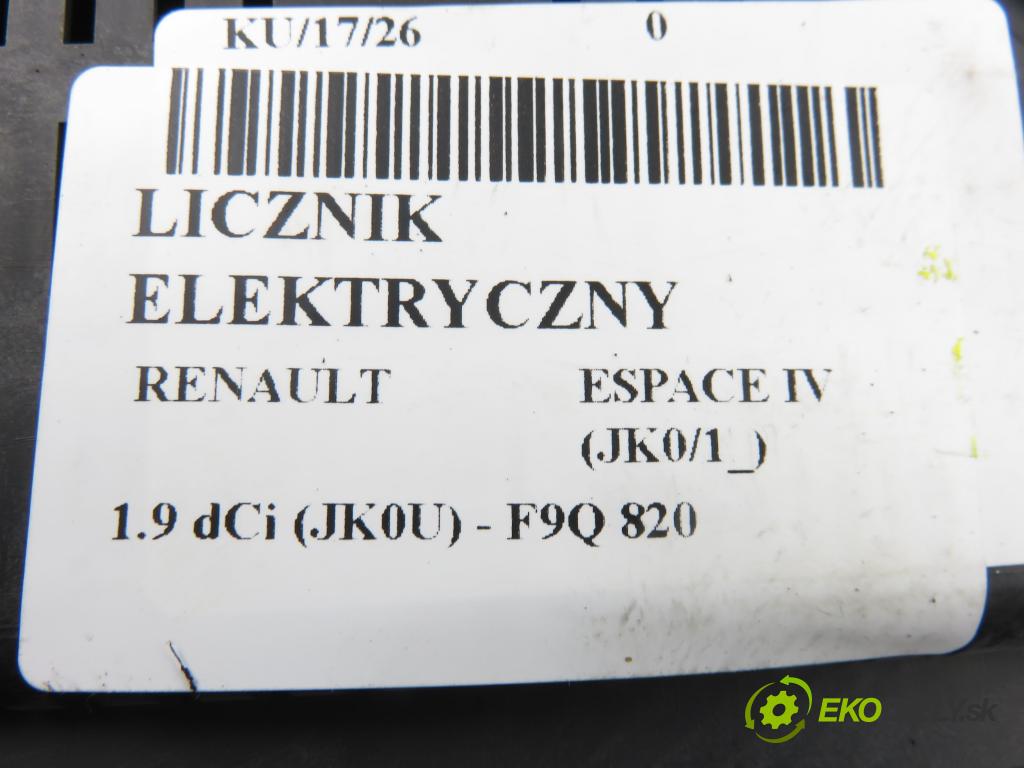 KU/17/26 0
LICZNIK
ELEKTRYCZNY
RENAULT ESPACE IV
(JK0/1_)
1.9 dCi (JK0U) - F9Q 820
EKO